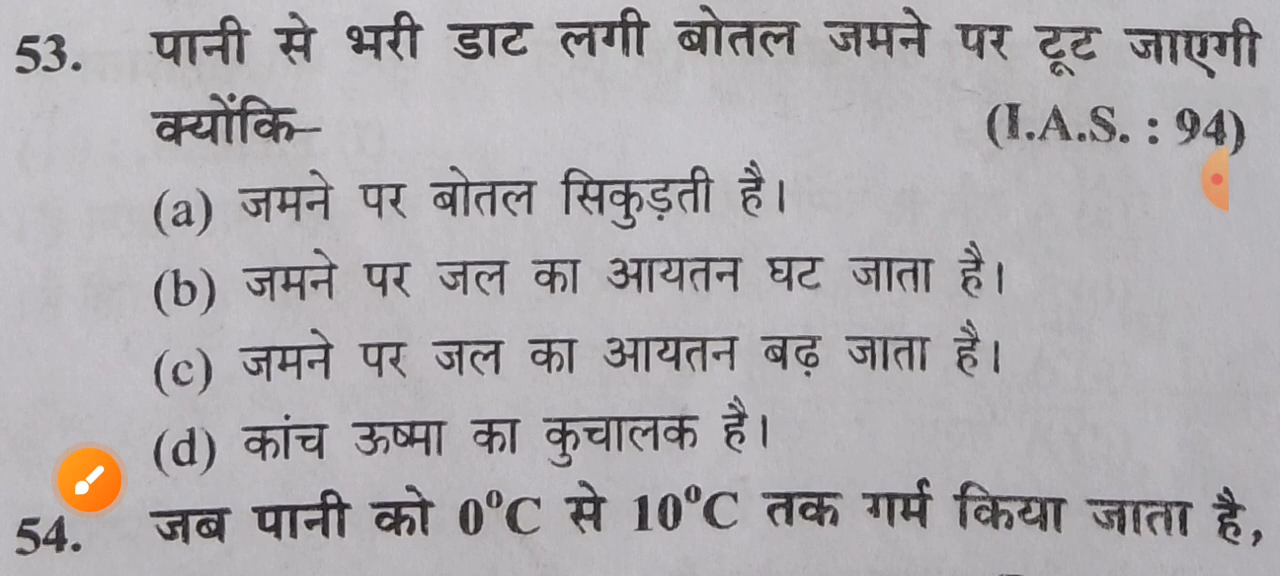 53. पानी से भरी डाट लगी बोतल जमने पर टूट जाएगी
क्योंकि– (I.A.S. : 94)
(a) जमने पर बोतल सिकुड़ती है।
(b) जमने पर जल का आयतन घट जाता है।
(c) जमने पर जल का आयतन बढ़ जाता है।
(d) कांच ऊष्मा का कुचालक है।
54. जब पानी को 0°C से 10°C तक गर्म किया जाता है,